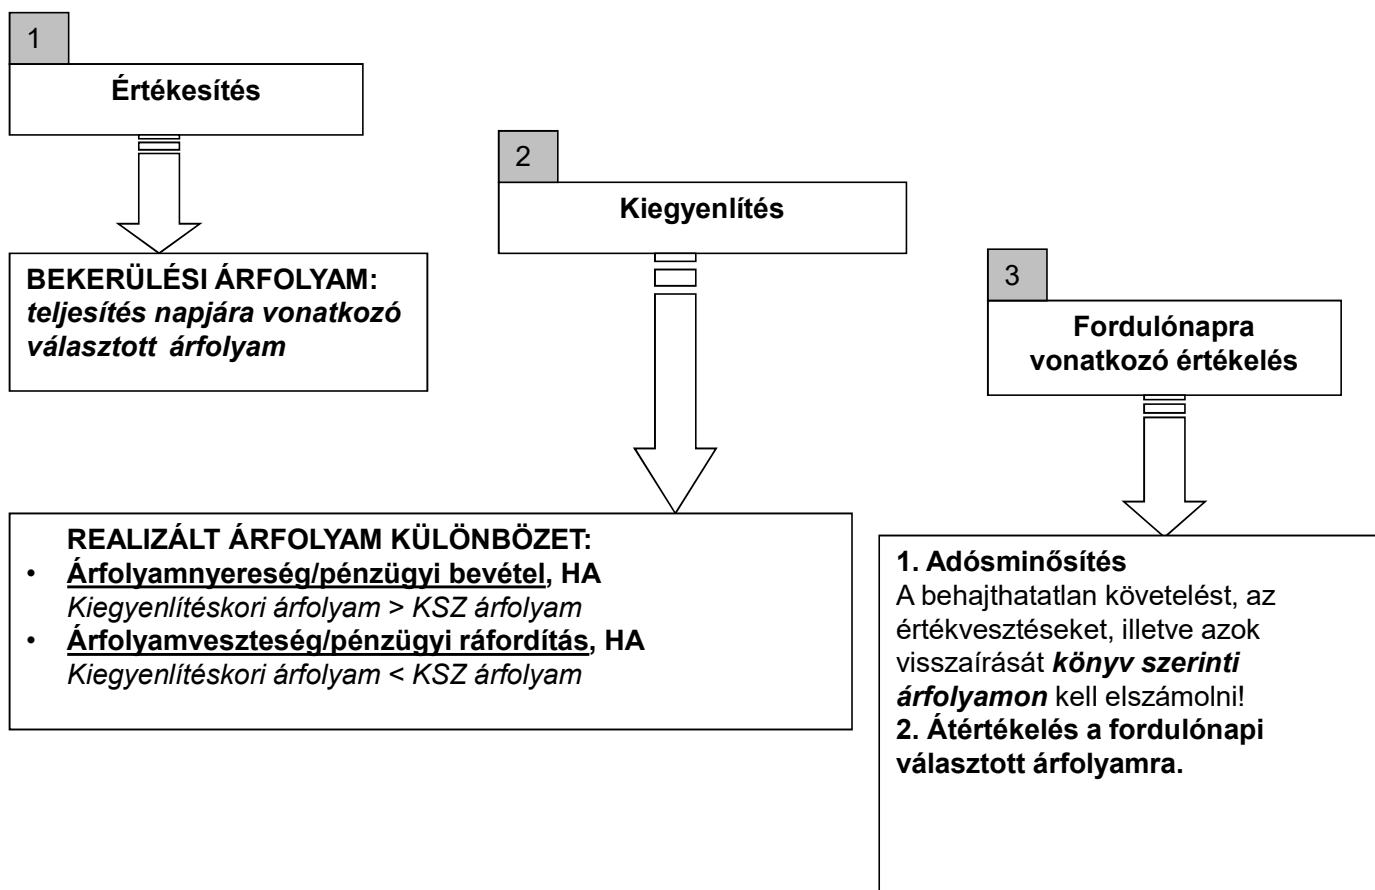 1
Értékesítés
BEKERÜLÉSI ÁRFOLYAM:
teljesítés napjára vonatkozó
választott árfolyam
2
Kiegyenlítés
REALIZÁLT ÁRFOLYAM KÜLÖNBÖZET:
• Árfolyamnyereség/pénzügyi bevétel, HA
Kiegyenlítéskori árfolyam > KSZ árfolyam
• Árfolyamveszteség/pénzügyi ráfordítás, HA
Kiegyenlítéskori árfolyam < KSZ árfolyam
3
Fordulónapra
vonatkozó értékelés
1. Adósminősítés
A behajthatatlan követelést, az
értékvesztéseket, illetve azok
visszaírását könyv szerinti
árfolyamon kell elszámolni!
2. Átértékelés a fordulónapi
választott árfolyamra.